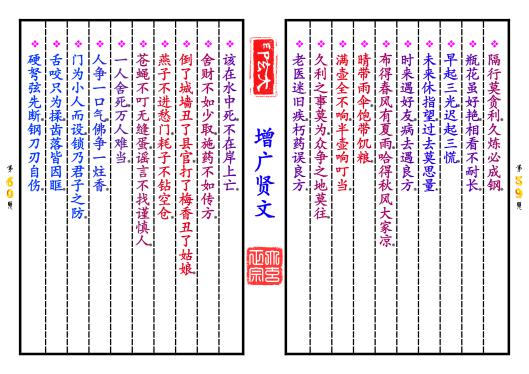 隔行莫贪利久炼必成钢。
瓶花虽好艳相看不耐长。
早起三光迟起三慌。
未来休指望过去莫思量。
时来遇好友病去遇良方。
布得春风有夏雨哈得秋风大家凉。
晴带雨伞饱带饥粮。
满壶全不响半壶响叮当。
久利之事莫为众争之地莫往。
老医迷旧疾朽药误良方。
第59页
增广贤文
该在水中死不在岸上亡。
舍财不如少取施药不如传方。
倒了城墙丑了县官打了梅香丑了姑娘。
燕子不进愁门耗子不钻空仓。
苍蝇不叮无缝蛋谣言不找谨慎人。
一人舍死万人难当。
人争一口气佛争一炷香。
门为小人而设锁乃君子之防。
舌咬只为揉齿落皆因眶。
硬弩弦先断钢刀刃自伤。
第60页